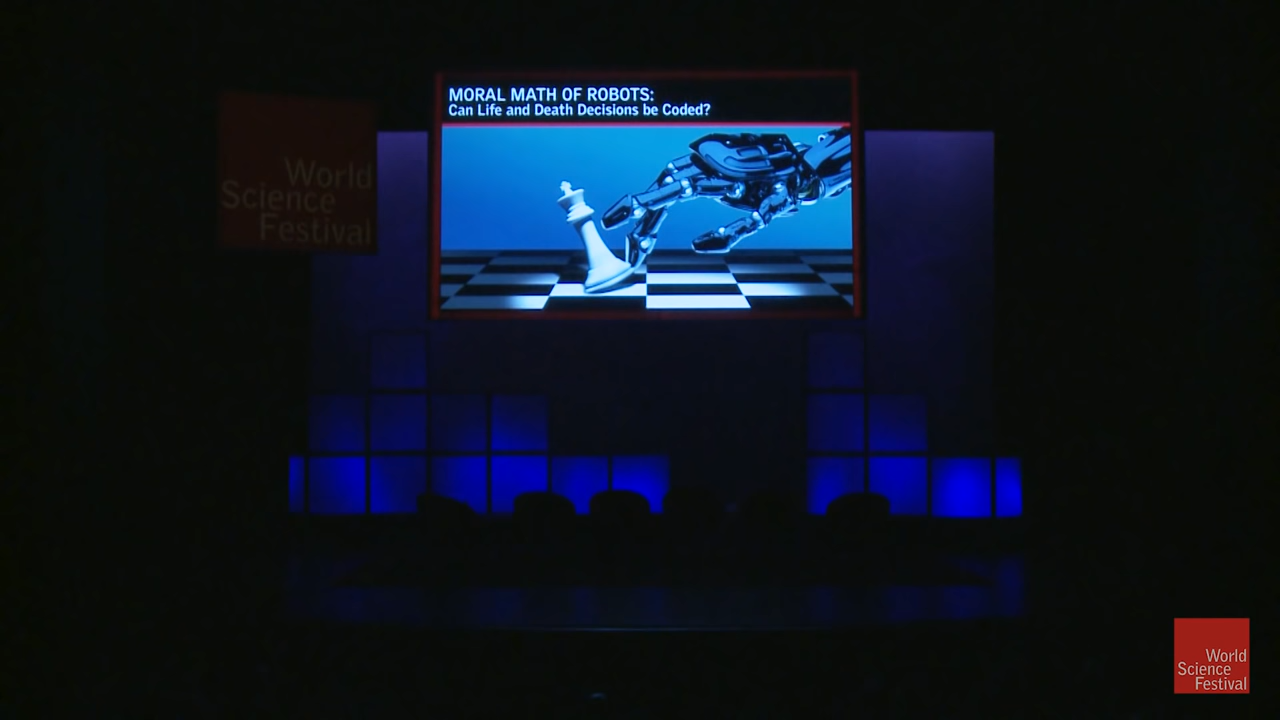 MORAL MATH OF ROBOTS:
Can Life and Death Decisions be Coded?
World
Science
Festival
World
Science
Festival